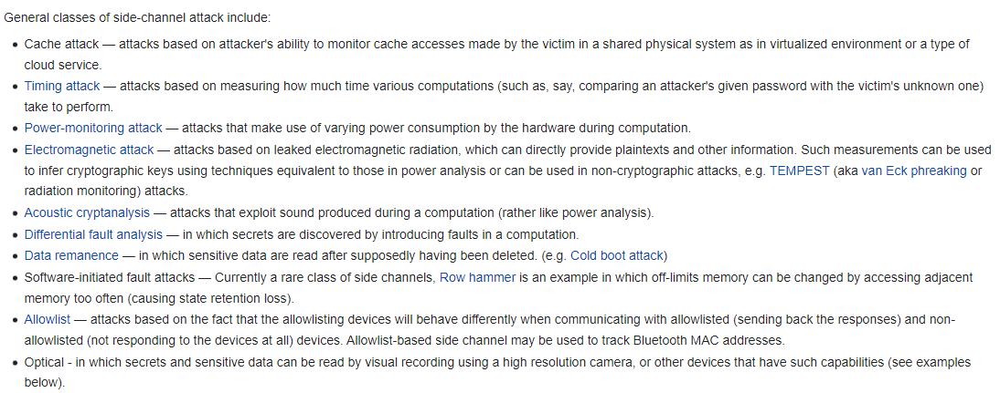 General classes of side-channel attack include:
• Cache attack — attacks based on attacker's ability to monitor cache accesses made by the victim in a shared physical system as in virtualized environment or a type of
cloud service.
• Timing attack — attacks based on measuring how much time various computations (such as, say, comparing an attacker's given password with the victim's unknown one)
take to perform.
• Power-monitoring attack — attacks that make use of varying power consumption by the hardware during computation.
• Electromagnetic attack — attacks based on leaked electromagnetic radiation, which can directly provide plaintexts and other information. Such measurements can be used
to infer cryptographic keys using techniques equivalent to those in power analysis or can be used in non-cryptographic attacks, e.g. TEMPEST (aka van Eck phreaking or
radiation monitoring) attacks.
• Acoustic cryptanalysis — attacks that exploit sound produced during a computation (rather like power analysis).
• Differential fault analysis — in which secrets are discovered by introducing faults in a computation.
• Data remanence — in which sensitive data are read after supposedly having been deleted. (e.g. Cold boot attack)
• Software-initiated fault attacks — Currently a rare class of side channels, Row hammer is an example in which off-limits memory can be changed by accessing adjacent
memory too often (causing state retention loss).
• Allowlist — attacks based on the fact that the allowlisting devices will behave differently when communicating with allowlisted (sending back the responses) and non-
allowlisted (not responding to the devices at all) devices. Allowlist-based side channel may be used to track Bluetooth MAC addresses.
• Optical - in which secrets and sensitive data can be read by visual recording using a high resolution camera, or other devices that have such capabilities (see examples
below).